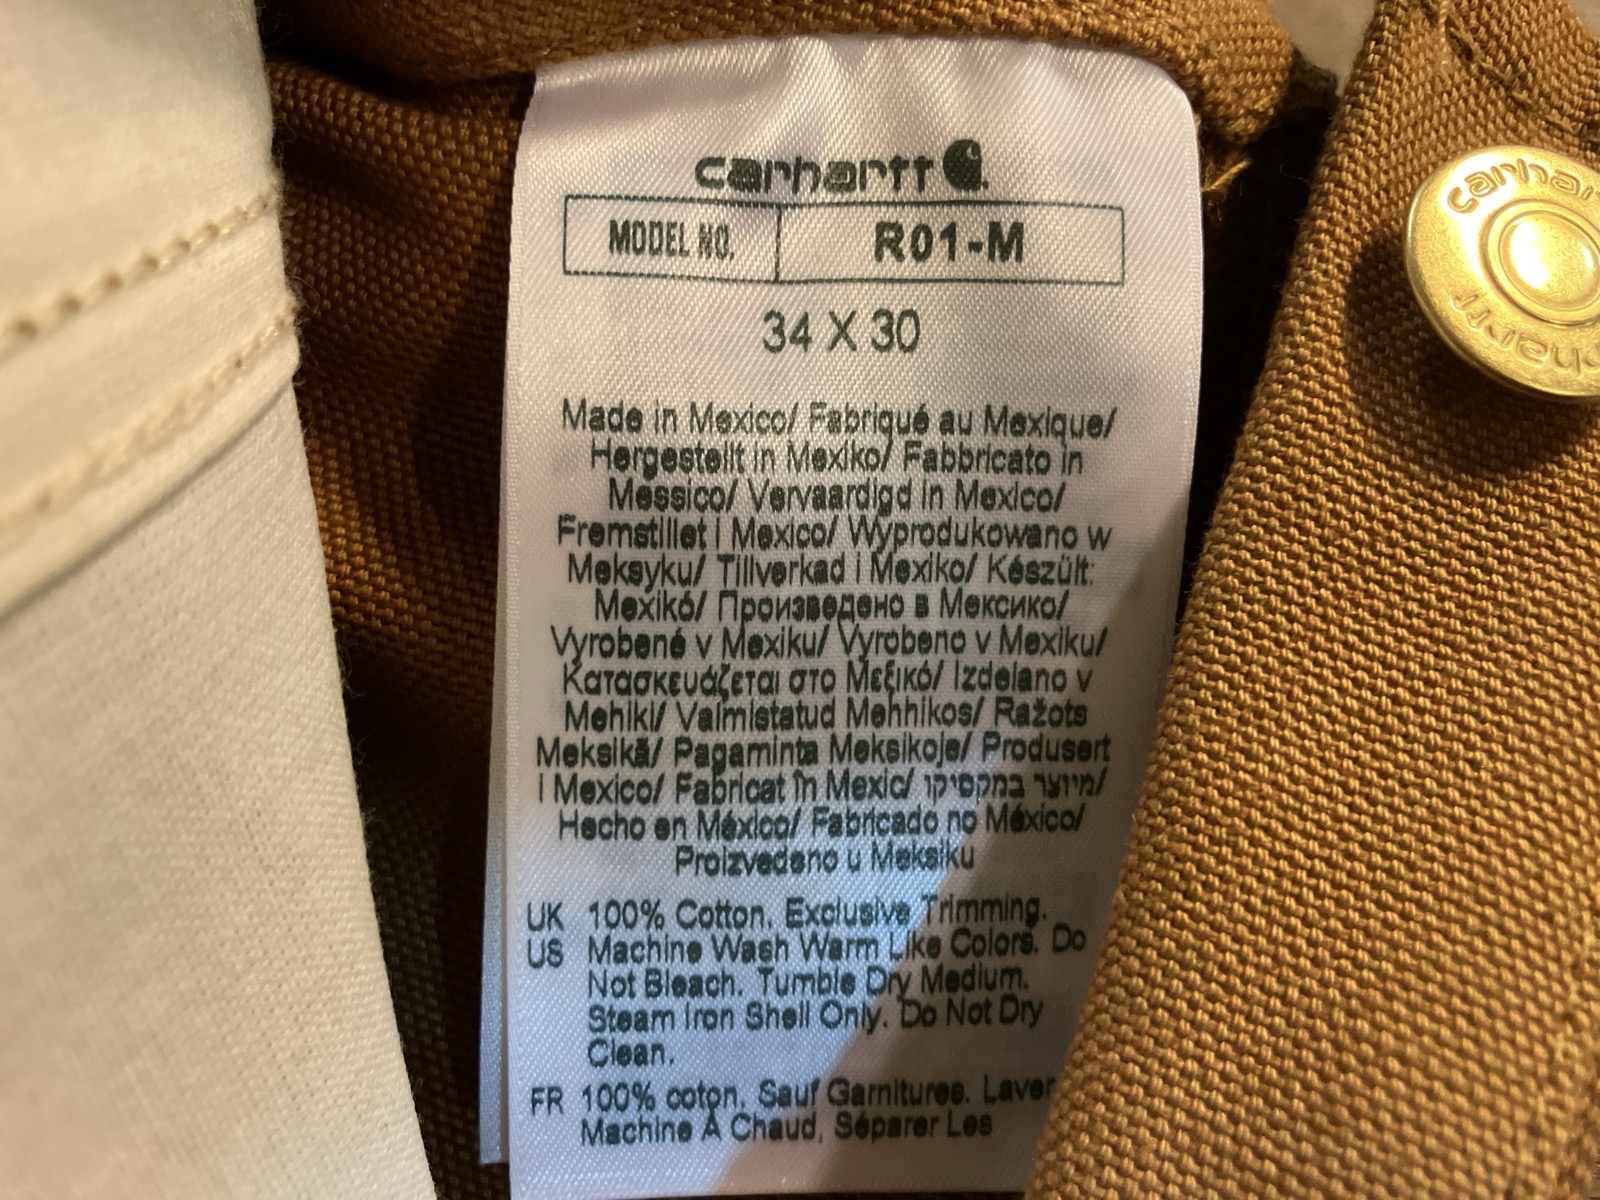 carhartt
MODEL NO. R01-M
34 X 30
Made in Mexico/ Fabriqué au Mexique/
Hergestellt in Mexiko/ Fabbricato in
Messico/ Vervaardigd in Mexico/
Fremstillet i Mexico/ Wyprodukowano w
Meksyku/ Tillverkad i Mexiko/ Készült:
Mexikó/ Произведено в Мексико/
Vyrobené v Mexiku/ Vyrobeno v Mexiku/
Κατασκευάζεται στο Μεξικό/ Izdelano v
Mehiki/ Valmistatud Mehhikos/ Ražots
Meksikā/ Pagaminta Meksikoje/ Produsert
i Mexico/ Fabricat în Mexic/ מיוצר במקסיקו/
Hecho en México/ Fabricado no México/
Proizvedeno u Meksiku
UK 100% Cotton. Exclusive Trimming.
US Machine Wash Warm Like Colors. Do
Not Bleach. Tumble Dry Medium.
Steam Iron Shell Only. Do Not Dry
Clean.
FR 100% coton. Sauf Garnitures. Laver
Machine À Chaud, Séparer Les
carhar